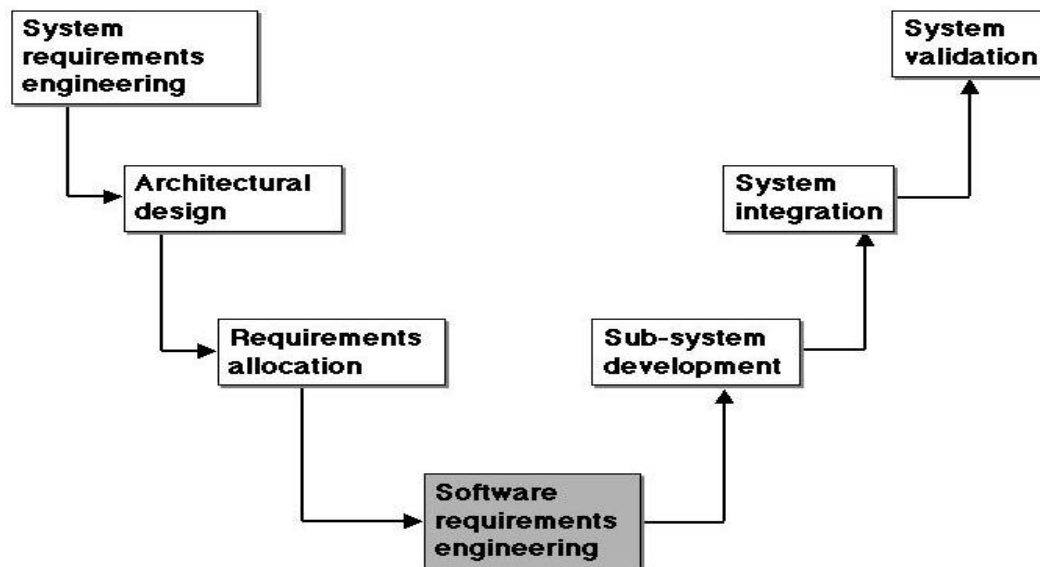 System
requirements
engineering
System
validation
Architectural
design
System
integration
Requirements
allocation
Sub-system
development
Software
requirements
engineering